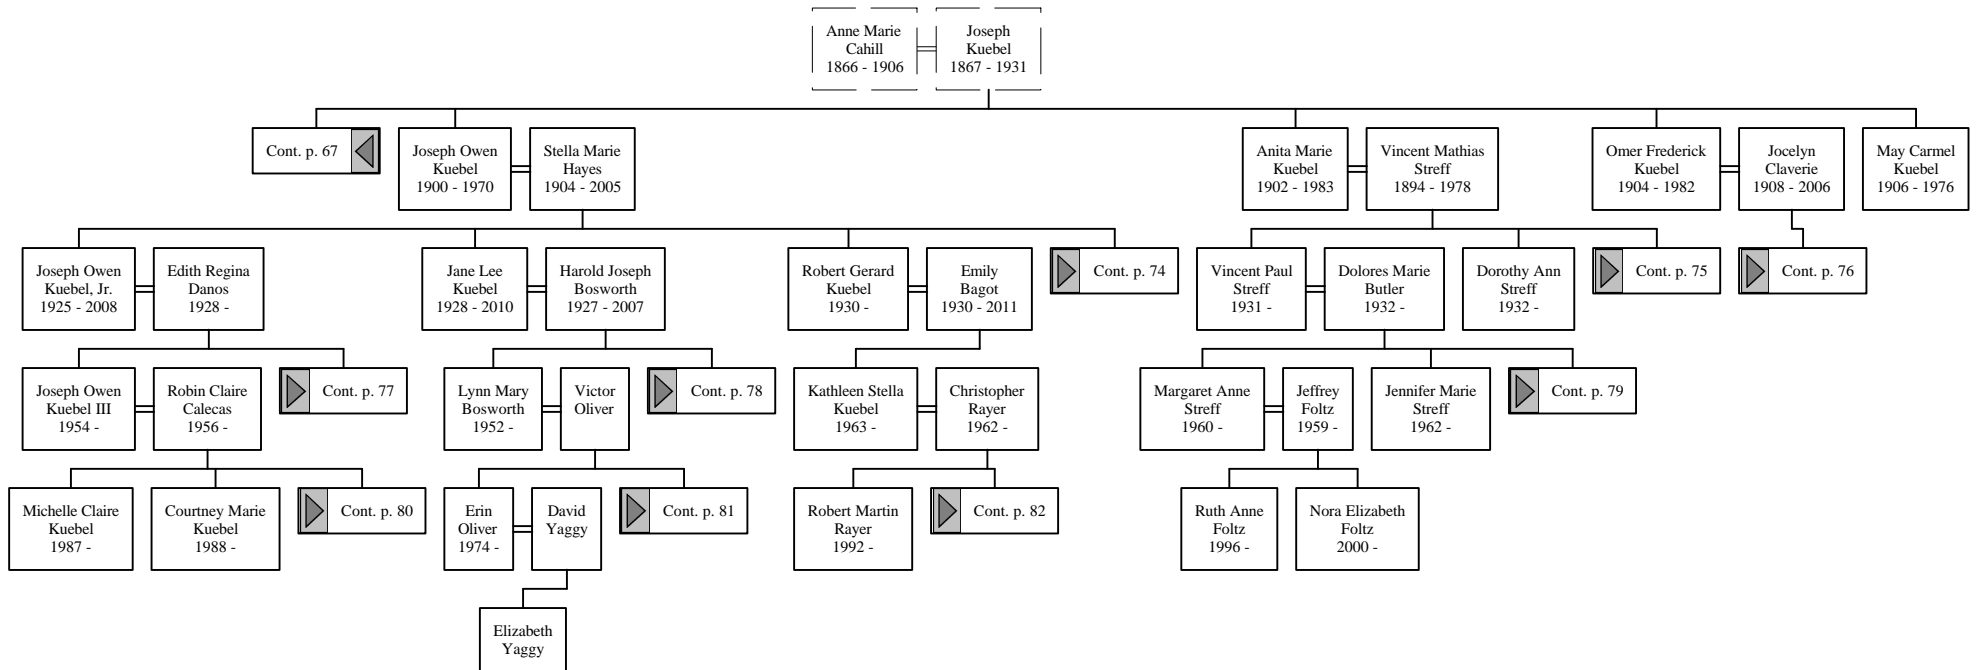 Anne Marie
Cahill
1866 - 1906
Joseph
Kuebel
1867 - 1931
Cont. p. 67
Joseph Owen
Kuebel
1900 - 1970
Stella Marie
Hayes
1904 - 2005
Anita Marie
Kuebel
1902 - 1983
Vincent Mathias
Streff
1894 - 1978
Omer Frederick
Kuebel
1904 - 1982
Jocelyn
Claverie
1908 - 2006
May Carmel
Kuebel
1906 - 1976
Joseph Owen
Kuebel, Jr.
1925 - 2008
Edith Regina
Danos
1928 -
Jane Lee
Kuebel
1928 - 2010
Harold Joseph
Bosworth
1927 - 2007
Robert Gerard
Kuebel
1930 -
Emily
Bagot
1930 - 2011
Cont. p. 74
Vincent Paul
Streff
1931 -
Dolores Marie
Butler
1932 -
Dorothy Ann
Streff
1932 -
Cont. p. 75
Cont. p. 76
Joseph Owen
Kuebel III
1954 -
Robin Claire
Calecas
1956 -
Cont. p. 77
Lynn Mary
Bosworth
1952 -
Victor
Oliver
Cont. p. 78
Kathleen Stella
Kuebel
1963 -
Christopher
Rayer
1962 -
Margaret Anne
Streff
1960 -
Jeffrey
Foltz
1959 -
Jennifer Marie
Streff
1962 -
Cont. p. 79
Michelle Claire
Kuebel
1987 -
Courtney Marie
Kuebel
1988 -
Cont. p. 80
Erin
Oliver
1974 -
David
Yaggy
Cont. p. 81
Robert Martin
Rayer
1992 -
Cont. p. 82
Ruth Anne
Foltz
1996 -
Nora Elizabeth
Foltz
2000 -
Elizabeth
Yaggy